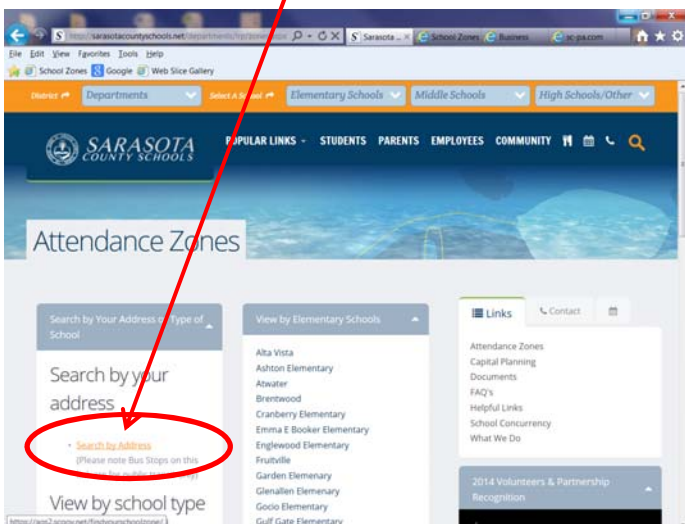 sarasotacountyschools.net
Sarasota ...
School Zones
Business
sc-pa.com
File Edit View Favorites Tools Help
School Zones Google Web Slice Gallery
District Departments Select A School Elementary Schools Middle Schools High Schools/Other
SARASOTA
COUNTY SCHOOLS
POPULAR LINKS STUDENTS PARENTS EMPLOYEES COMMUNITY
Attendance Zones
Search by Your Address or Type of
School
Search by your
address
Search by Address
(Please note Bus Stops on this
View by school type
View by Elementary Schools
Alta Vista
Ashton Elementary
Atwater
Brentwood
Cranberry Elementary
Emma E Booker Elementary
Englewood Elementary
Fruitville
Garden Elemenary
Glenallen Elemenary
Gocio Elementary
Gulf Gate Elementary
Links Contact
Attendance Zones
Capital Planning
Documents
FAQ's
Helpful Links
School Concurrency
What We Do
2014 Volunteers & Partnership
Recognition